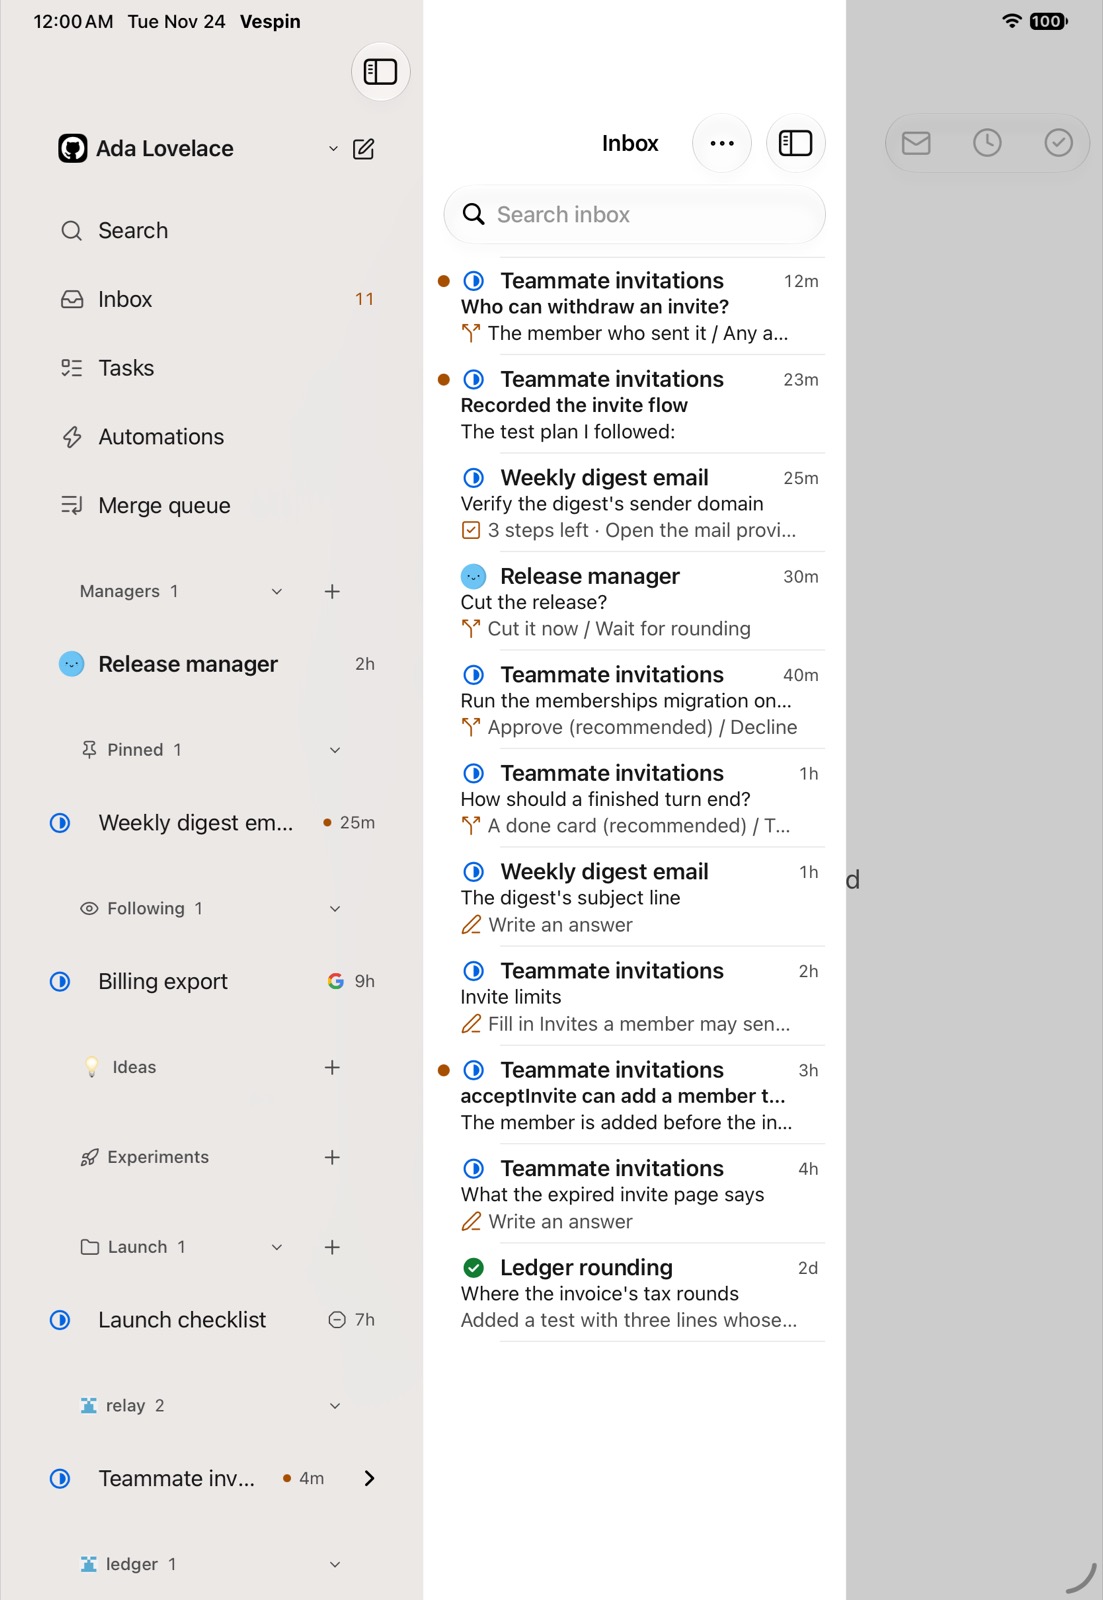 12:00 AM Tue Nov 24 Vespin
100
Ada Lovelace
Search
Inbox 11
Tasks
Automations
Merge queue
Managers 1
Release manager 2h
Pinned 1
Weekly digest em... 25m
Following 1
Billing export 9h
Ideas
Experiments
Launch 1
Launch checklist 7h
relay 2
Teammate inv... 4m
ledger 1
Inbox
Search inbox
Teammate invitations 12m
Who can withdraw an invite?
The member who sent it / Any a...
Teammate invitations 23m
Recorded the invite flow
The test plan I followed:
Weekly digest email 25m
Verify the digest's sender domain
3 steps left · Open the mail provi...
Release manager 30m
Cut the release?
Cut it now / Wait for rounding
Teammate invitations 40m
Run the memberships migration on...
Approve (recommended) / Decline
Teammate invitations 1h
How should a finished turn end?
A done card (recommended) / T...
Weekly digest email 1h
The digest's subject line
Write an answer
Teammate invitations 2h
Invite limits
Fill in Invites a member may sen...
Teammate invitations 3h
acceptInvite can add a member t...
The member is added before the in...
Teammate invitations 4h
What the expired invite page says
Write an answer
Ledger rounding 2d
Where the invoice's tax rounds
Added a test with three lines whose...
d